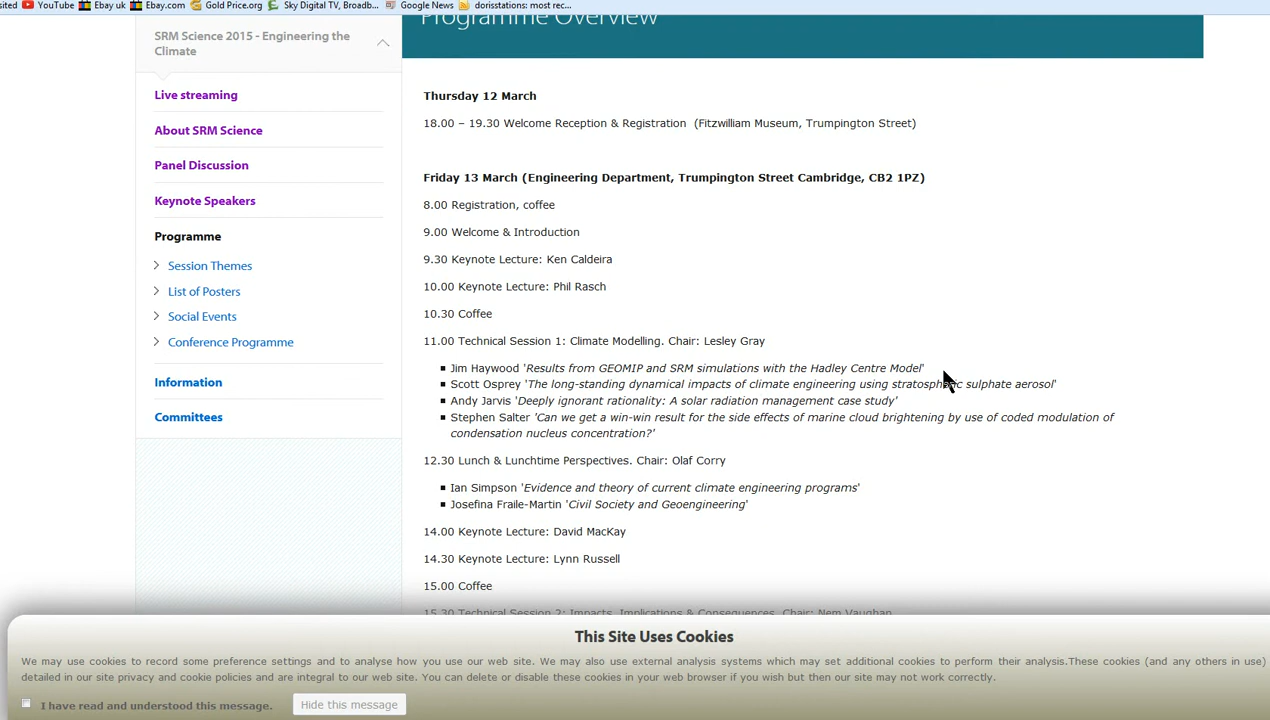 sited YouTube Ebay uk Ebay.com Gold Price.org Sky Digital TV, Broadb... Google News dorisstations: most rec...
Programme Overview
SRM Science 2015 - Engineering the
Climate
Live streaming
About SRM Science
Panel Discussion
Keynote Speakers
Programme
Session Themes
List of Posters
Social Events
Conference Programme
Information
Committees
Thursday 12 March
18.00 – 19.30 Welcome Reception & Registration (Fitzwilliam Museum, Trumpington Street)
Friday 13 March (Engineering Department, Trumpington Street Cambridge, CB2 1PZ)
8.00 Registration, coffee
9.00 Welcome & Introduction
9.30 Keynote Lecture: Ken Caldeira
10.00 Keynote Lecture: Phil Rasch
10.30 Coffee
11.00 Technical Session 1: Climate Modelling. Chair: Lesley Gray
Jim Haywood 'Results from GEOMIP and SRM simulations with the Hadley Centre Model'
Scott Osprey 'The long-standing dynamical impacts of climate engineering using stratospheric sulphate aerosol'
Andy Jarvis 'Deeply ignorant rationality: A solar radiation management case study'
Stephen Salter 'Can we get a win-win result for the side effects of marine cloud brightening by use of coded modulation of
condensation nucleus concentration?'
12.30 Lunch & Lunchtime Perspectives. Chair: Olaf Corry
Ian Simpson 'Evidence and theory of current climate engineering programs'
Josefina Fraile-Martin 'Civil Society and Geoengineering'
14.00 Keynote Lecture: David MacKay
14.30 Keynote Lecture: Lynn Russell
15.00 Coffee
15.30 Technical Session 2: Impacts, Implications & Consequences. Chair: Nem Vaughan
This Site Uses Cookies
We may use cookies to record some preference settings and to analyse how you use our web site. We may also use external analysis systems which may set additional cookies to perform their analysis.These cookies (and any others in use)
detailed in our site privacy and cookie policies and are integral to our web site. You can delete or disable these cookies in your web browser if you wish but then our site may not work correctly.
I have read and understood this message. Hide this message